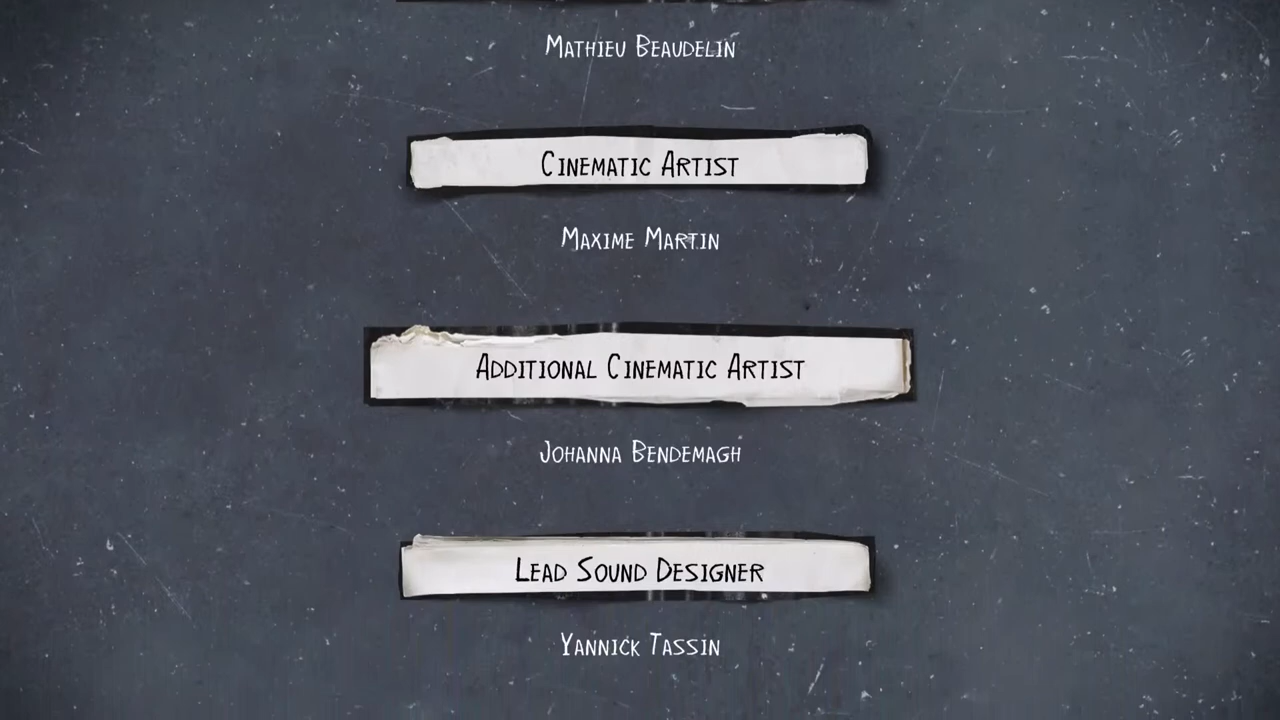 Mathieu Beaudelin
Cinematic Artist
Maxime Martin
Additional Cinematic Artist
Johanna Bendemagh
Lead Sound Designer
Yannick Tassin